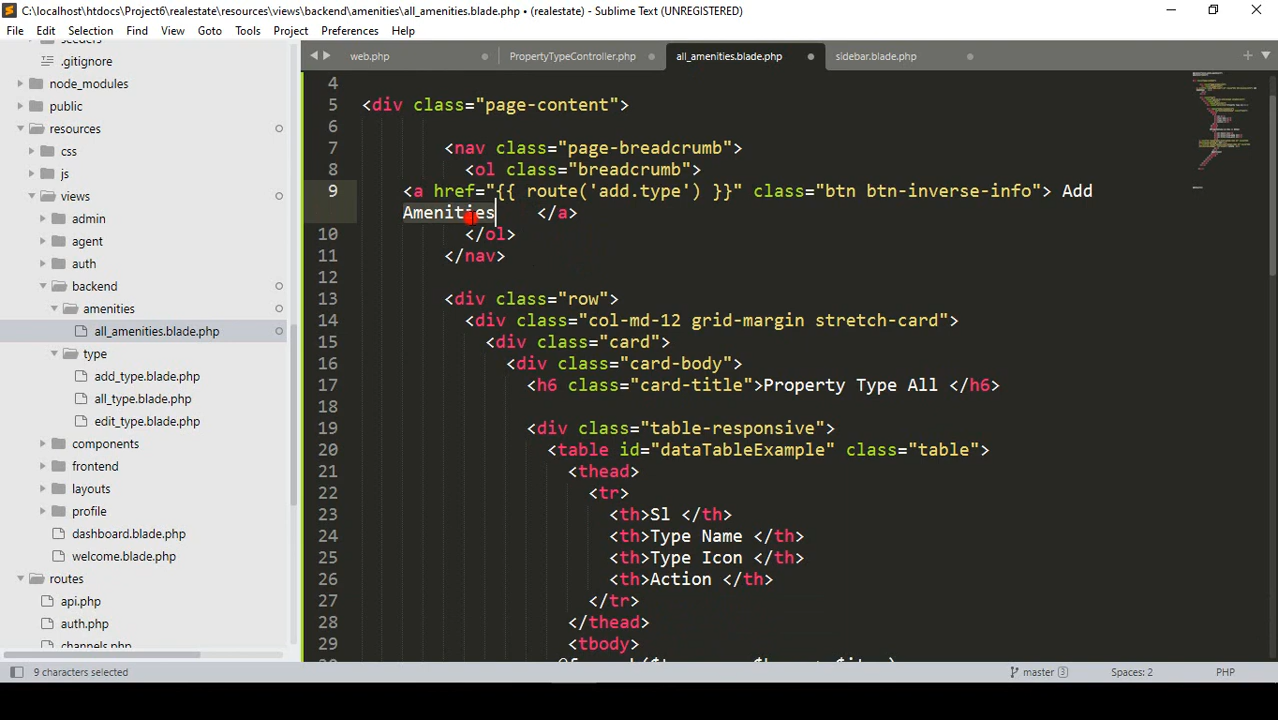 C:\localhost\htdocs\Project6\realestate\resources\views\backend\amenities\all_amenities.blade.php • (realestate) - Sublime Text (UNREGISTERED)
File Edit Selection Find View Goto Tools Project Preferences Help
web.php PropertyTypeController.php all_amenities.blade.php sidebar.blade.php
.gitignore
node_modules
public
resources
css
js
views
admin
agent
auth
backend
amenities
all_amenities.blade.php
type
add_type.blade.php
all_type.blade.php
edit_type.blade.php
components
frontend
layouts
profile
dashboard.blade.php
welcome.blade.php
routes
api.php
auth.php
channels.php
4
5 <div class="page-content">
6
7 <nav class="page-breadcrumb">
8 <ol class="breadcrumb">
9 <a href="{{ route('add.type') }}" class="btn btn-inverse-info"> Add
Amenities </a>
10 </ol>
11 </nav>
12
13 <div class="row">
14 <div class="col-md-12 grid-margin stretch-card">
15 <div class="card">
16 <div class="card-body">
17 <h6 class="card-title">Property Type All </h6>
18
19 <div class="table-responsive">
20 <table id="dataTableExample" class="table">
21 <thead>
22 <tr>
23 <th>Sl </th>
24 <th>Type Name </th>
25 <th>Type Icon </th>
26 <th>Action </th>
27 </tr>
28 </thead>
29 <tbody>
9 characters selected master 3 Spaces: 2 PHP